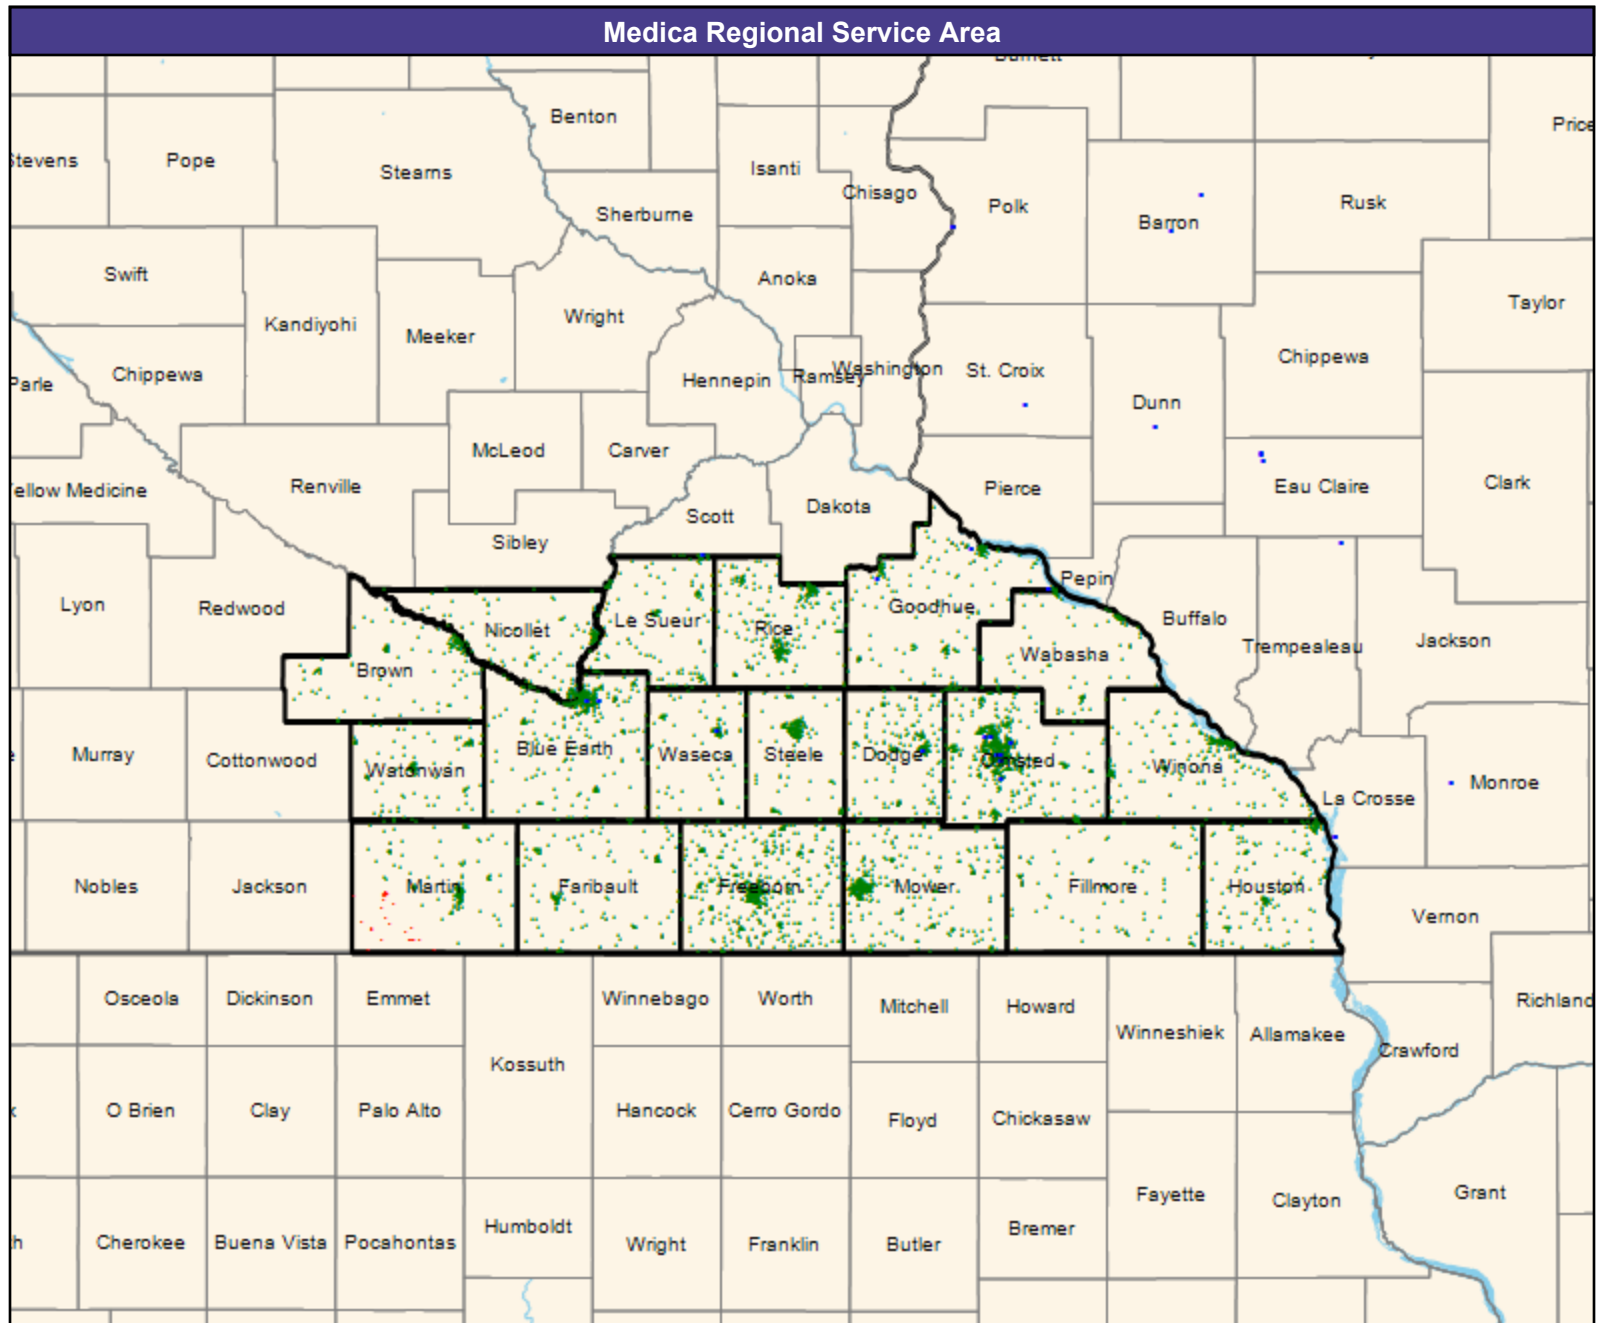 Medica Regional Service Area
Benton
Price
Stevens
Pope
Stearns
Isanti
Chisago
Polk
Barron
Rusk
Sherburne
Swift
Anoka
Taylor
Kandiyohi
Meeker
Wright
Chippewa
Parle
Chippewa
Hennepin
Ramsey
Washington
St. Croix
Dunn
McLeod
Carver
Renville
ellow Medicine
Scott
Dakota
Pierce
Eau Claire
Clark
Sibley
Lyon
Redwood
Nicollet
Le Sueur
Rice
Goodhue
Pepin
Buffalo
Trempealeau
Jackson
Brown
Wabasha
Murray
Cottonwood
Watonwan
Blue Earth
Waseca
Steele
Dodge
Olmsted
Winona
La Crosse
Monroe
Nobles
Jackson
Martin
Faribault
Freeborn
Mower
Fillmore
Houston
Vernon
Osceola
Dickinson
Emmet
Winnebago
Worth
Mitchell
Howard
Richland
Kossuth
Winneshiek
Allamakee
Crawford
O Brien
Clay
Palo Alto
Hancock
Cerro Gordo
Floyd
Chickasaw
Fayette
Clayton
Grant
h
Cherokee
Buena Vista
Pocahontas
Humboldt
Wright
Franklin
Butler
Bremer